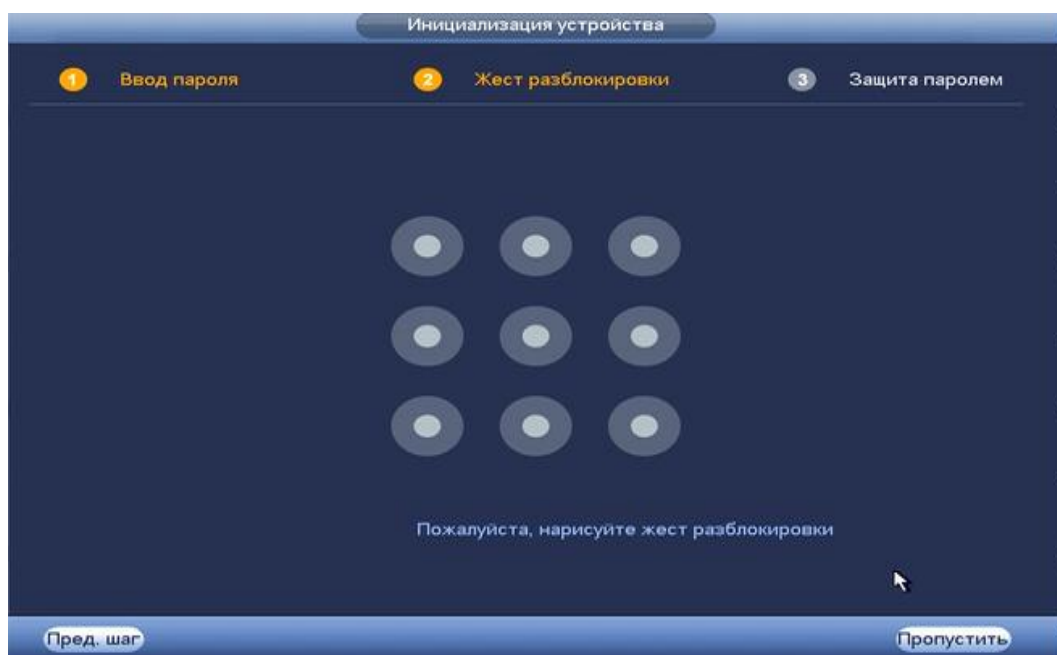 Инициализация устройства
1 Ввод пароля 2 Жест разблокировки 3 Защита паролем
Пожалуйста, нарисуйте жест разблокировки
Пред. шаг Пропустить